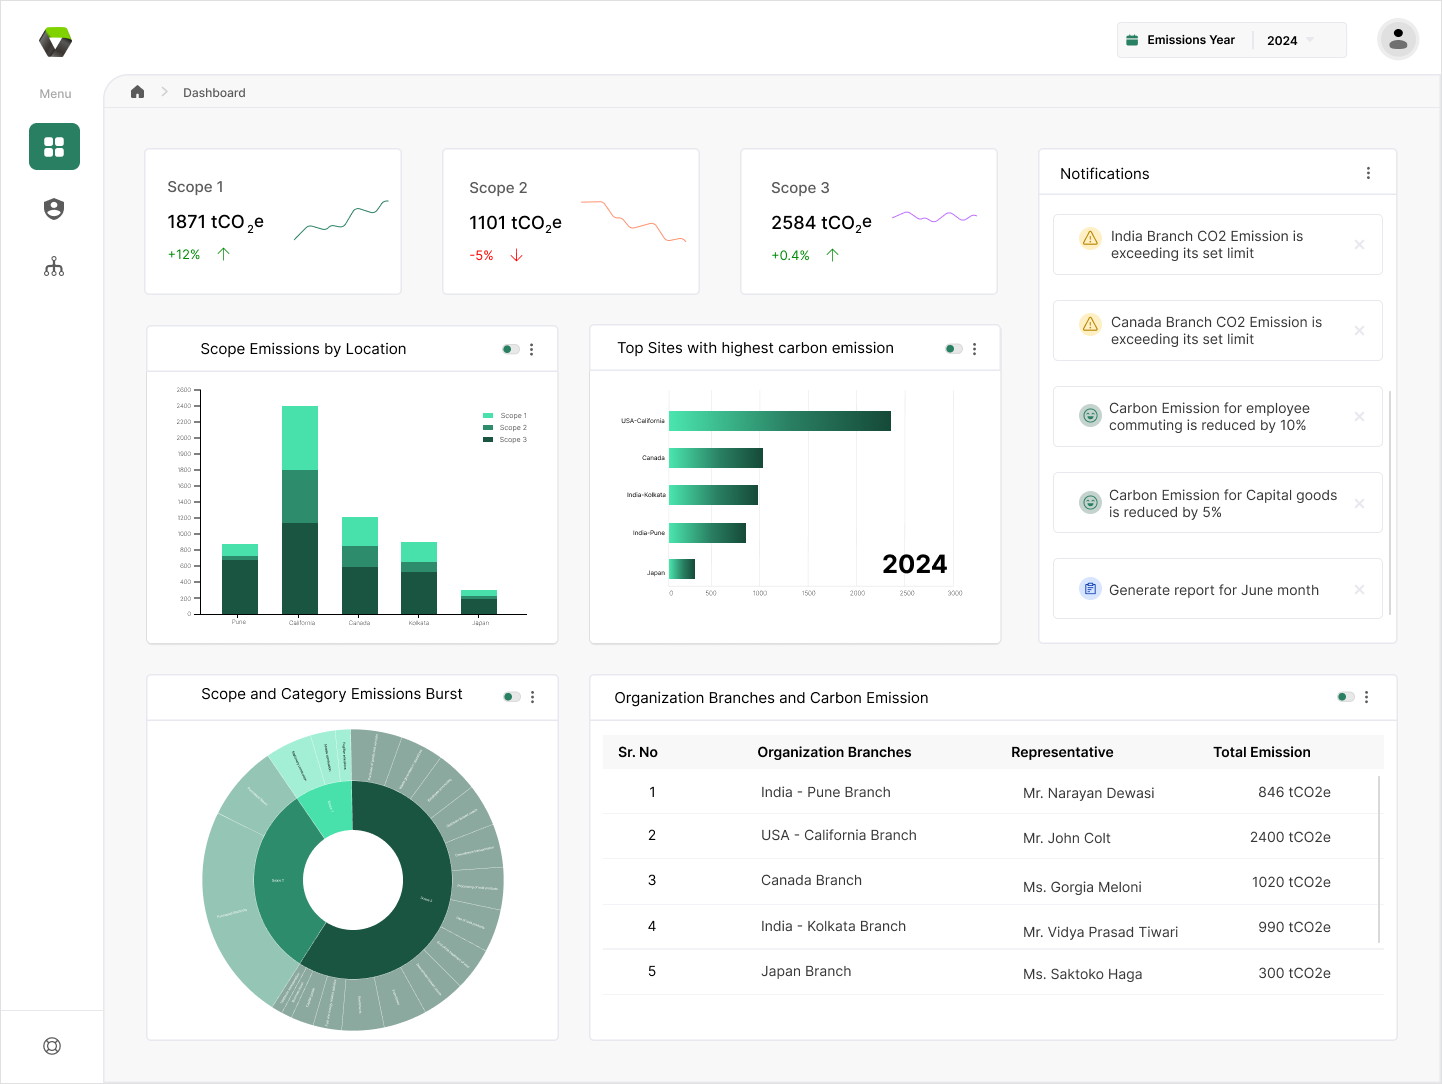 Emissions Year
2024
Menu
Dashboard
Scope 1
1871 tCO2e
+12%
Scope 2
1101 tCO2e
-5%
Scope 3
2584 tCO2e
+0.4%
Notifications
India Branch CO2 Emission is
exceeding its set limit
Canada Branch CO2 Emission is
exceeding its set limit
Carbon Emission for employee
commuting is reduced by 10%
Carbon Emission for Capital goods
is reduced by 5%
Generate report for June month
Scope Emissions by Location
2600
2400
2200
2000
1800
1600
1400
1200
1000
800
600
400
200
0
Scope 1
Scope 2
Scope 3
Pune California Canada Kolkata Japan
Top Sites with highest carbon emission
USA-California
Canada
India-Kolkata
India-Pune
Japan
2024
0 500 1000 1500 2000 2500 3000
Scope and Category Emissions Burst
Organization Branches and Carbon Emission
Sr. No Organization Branches Representative Total Emission
1 India - Pune Branch Mr. Narayan Dewasi 846 tCO2e
2 USA - California Branch Mr. John Colt 2400 tCO2e
3 Canada Branch Ms. Gorgia Meloni 1020 tCO2e
4 India - Kolkata Branch Mr. Vidya Prasad Tiwari 990 tCO2e
5 Japan Branch Ms. Saktoko Haga 300 tCO2e